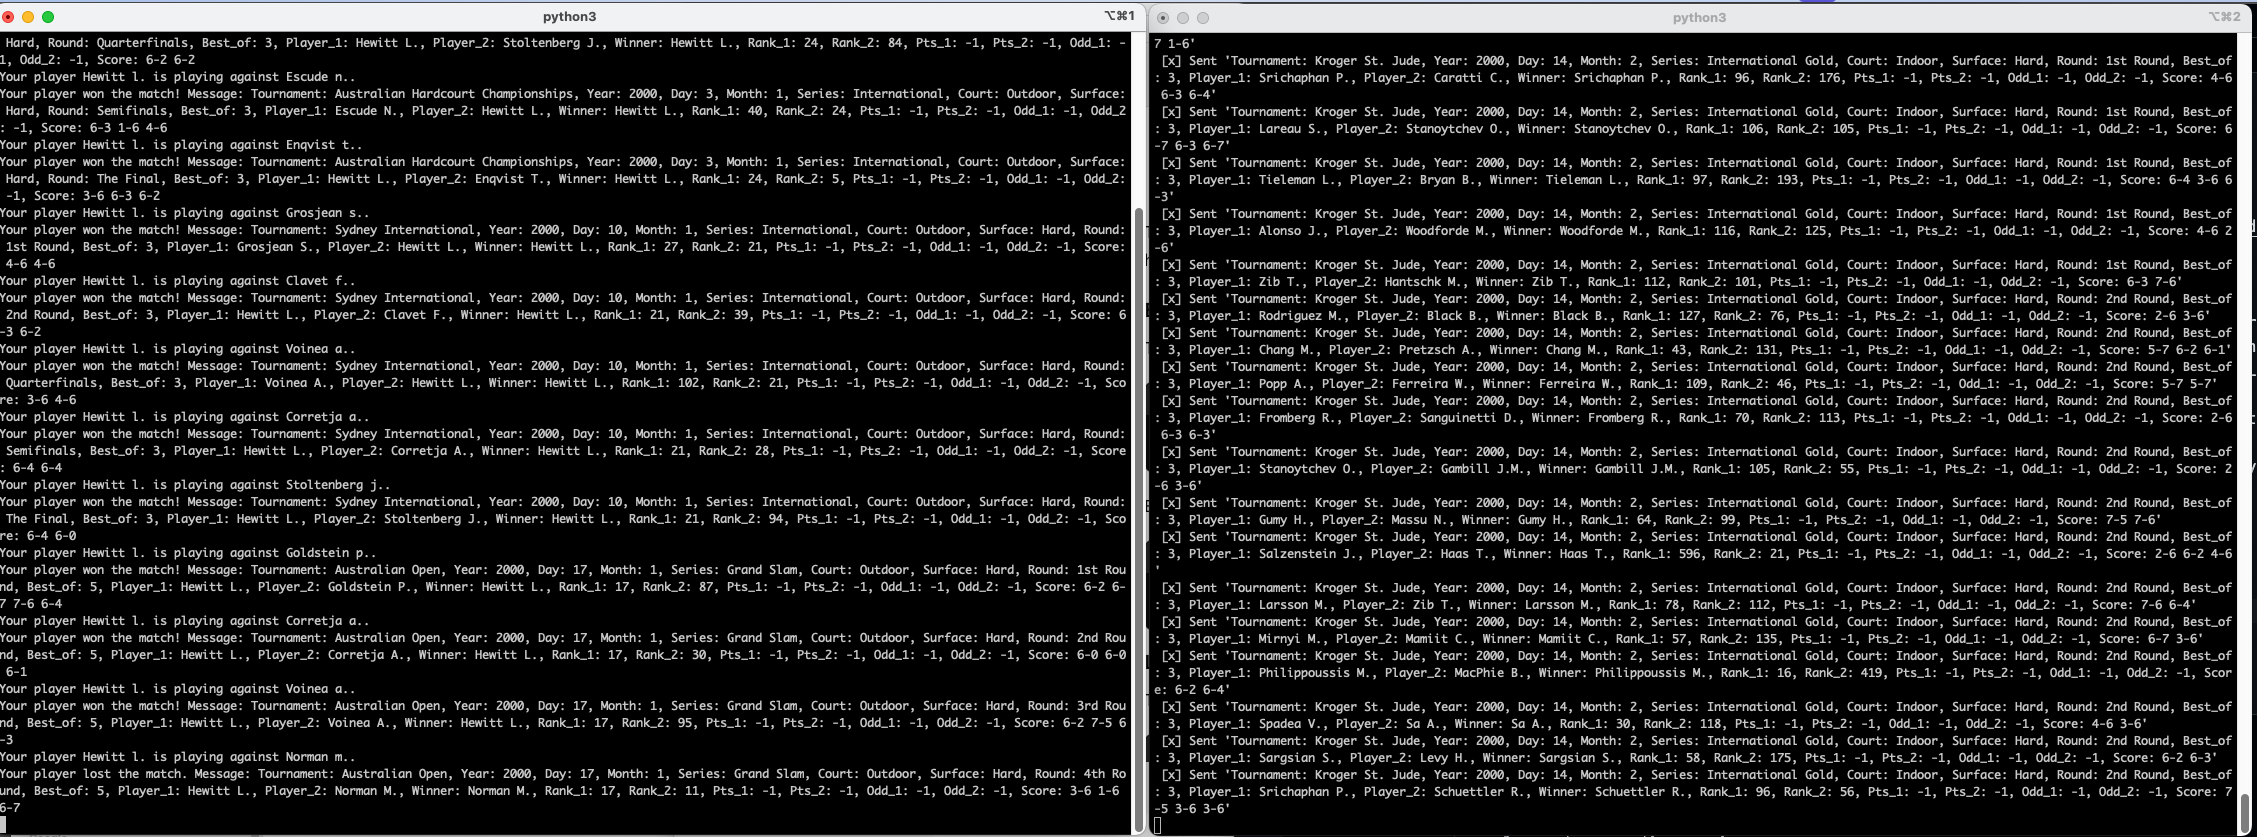 python3
⌥⌘1
Hard, Round: Quarterfinals, Best_of: 3, Player_1: Hewitt L., Player_2: Stoltenberg J., Winner: Hewitt L., Rank_1: 24, Rank_2: 84, Pts_1: -1, Pts_2: -1, Odd_1: -
1, Odd_2: -1, Score: 6-2 6-2
Your player Hewitt l. is playing against Escude n..
Your player won the match! Message: Tournament: Australian Hardcourt Championships, Year: 2000, Day: 3, Month: 1, Series: International, Court: Outdoor, Surface:
Hard, Round: Semifinals, Best_of: 3, Player_1: Escude N., Player_2: Hewitt L., Winner: Hewitt L., Rank_1: 40, Rank_2: 24, Pts_1: -1, Pts_2: -1, Odd_1: -1, Odd_2
: -1, Score: 6-3 1-6 4-6
Your player Hewitt l. is playing against Enqvist t..
Your player won the match! Message: Tournament: Australian Hardcourt Championships, Year: 2000, Day: 3, Month: 1, Series: International, Court: Outdoor, Surface:
Hard, Round: The Final, Best_of: 3, Player_1: Hewitt L., Player_2: Enqvist T., Winner: Hewitt L., Rank_1: 24, Rank_2: 5, Pts_1: -1, Pts_2: -1, Odd_1: -1, Odd_2:
-1, Score: 3-6 6-3 6-2
Your player Hewitt l. is playing against Grosjean s..
Your player won the match! Message: Tournament: Sydney International, Year: 2000, Day: 10, Month: 1, Series: International, Court: Outdoor, Surface: Hard, Round:
1st Round, Best_of: 3, Player_1: Grosjean S., Player_2: Hewitt L., Winner: Hewitt L., Rank_1: 27, Rank_2: 21, Pts_1: -1, Pts_2: -1, Odd_1: -1, Odd_2: -1, Score:
4-6 4-6
Your player Hewitt l. is playing against Clavet f..
Your player won the match! Message: Tournament: Sydney International, Year: 2000, Day: 10, Month: 1, Series: International, Court: Outdoor, Surface: Hard, Round:
2nd Round, Best_of: 3, Player_1: Hewitt L., Player_2: Clavet F., Winner: Hewitt L., Rank_1: 21, Rank_2: 39, Pts_1: -1, Pts_2: -1, Odd_1: -1, Odd_2: -1, Score: 6
-3 6-2
Your player Hewitt l. is playing against Voinea a..
Your player won the match! Message: Tournament: Sydney International, Year: 2000, Day: 10, Month: 1, Series: International, Court: Outdoor, Surface: Hard, Round:
Quarterfinals, Best_of: 3, Player_1: Voinea A., Player_2: Hewitt L., Winner: Hewitt L., Rank_1: 102, Rank_2: 21, Pts_1: -1, Pts_2: -1, Odd_1: -1, Odd_2: -1, Sco
re: 3-6 4-6
Your player Hewitt l. is playing against Corretja a..
Your player won the match! Message: Tournament: Sydney International, Year: 2000, Day: 10, Month: 1, Series: International, Court: Outdoor, Surface: Hard, Round:
Semifinals, Best_of: 3, Player_1: Hewitt L., Player_2: Corretja A., Winner: Hewitt L., Rank_1: 21, Rank_2: 28, Pts_1: -1, Pts_2: -1, Odd_1: -1, Odd_2: -1, Score
: 6-4 6-4
Your player Hewitt l. is playing against Stoltenberg j..
Your player won the match! Message: Tournament: Sydney International, Year: 2000, Day: 10, Month: 1, Series: International, Court: Outdoor, Surface: Hard, Round:
The Final, Best_of: 3, Player_1: Hewitt L., Player_2: Stoltenberg J., Winner: Hewitt L., Rank_1: 21, Rank_2: 94, Pts_1: -1, Pts_2: -1, Odd_1: -1, Odd_2: -1, Sco
re: 6-4 6-0
Your player Hewitt l. is playing against Goldstein p..
Your player won the match! Message: Tournament: Australian Open, Year: 2000, Day: 17, Month: 1, Series: Grand Slam, Court: Outdoor, Surface: Hard, Round: 1st Rou
nd, Best_of: 5, Player_1: Hewitt L., Player_2: Goldstein P., Winner: Hewitt L., Rank_1: 17, Rank_2: 87, Pts_1: -1, Pts_2: -1, Odd_1: -1, Odd_2: -1, Score: 6-2 6-
7 7-6 6-4
Your player Hewitt l. is playing against Corretja a..
Your player won the match! Message: Tournament: Australian Open, Year: 2000, Day: 17, Month: 1, Series: Grand Slam, Court: Outdoor, Surface: Hard, Round: 2nd Rou
nd, Best_of: 5, Player_1: Hewitt L., Player_2: Corretja A., Winner: Hewitt L., Rank_1: 17, Rank_2: 30, Pts_1: -1, Pts_2: -1, Odd_1: -1, Odd_2: -1, Score: 6-0 6-0
6-1
Your player Hewitt l. is playing against Voinea a..
Your player won the match! Message: Tournament: Australian Open, Year: 2000, Day: 17, Month: 1, Series: Grand Slam, Court: Outdoor, Surface: Hard, Round: 3rd Rou
nd, Best_of: 5, Player_1: Hewitt L., Player_2: Voinea A., Winner: Hewitt L., Rank_1: 17, Rank_2: 95, Pts_1: -1, Pts_2: -1, Odd_1: -1, Odd_2: -1, Score: 6-2 7-5 6
-3
Your player Hewitt l. is playing against Norman m..
Your player lost the match. Message: Tournament: Australian Open, Year: 2000, Day: 17, Month: 1, Series: Grand Slam, Court: Outdoor, Surface: Hard, Round: 4th Ro
und, Best_of: 5, Player_1: Hewitt L., Player_2: Norman M., Winner: Norman M., Rank_1: 17, Rank_2: 11, Pts_1: -1, Pts_2: -1, Odd_1: -1, Odd_2: -1, Score: 3-6 1-6
6-7
python3
⌥⌘2
7 1-6'
[x] Sent 'Tournament: Kroger St. Jude, Year: 2000, Day: 14, Month: 2, Series: International Gold, Court: Indoor, Surface: Hard, Round: 1st Round, Best_of
: 3, Player_1: Srichaphan P., Player_2: Caratti C., Winner: Srichaphan P., Rank_1: 96, Rank_2: 176, Pts_1: -1, Pts_2: -1, Odd_1: -1, Odd_2: -1, Score: 4-6
6-3 6-4'
[x] Sent 'Tournament: Kroger St. Jude, Year: 2000, Day: 14, Month: 2, Series: International Gold, Court: Indoor, Surface: Hard, Round: 1st Round, Best_of
: 3, Player_1: Lareau S., Player_2: Stanoytchev O., Winner: Stanoytchev O., Rank_1: 106, Rank_2: 105, Pts_1: -1, Pts_2: -1, Odd_1: -1, Odd_2: -1, Score: 6
-7 6-3 6-7'
[x] Sent 'Tournament: Kroger St. Jude, Year: 2000, Day: 14, Month: 2, Series: International Gold, Court: Indoor, Surface: Hard, Round: 1st Round, Best_of
: 3, Player_1: Tieleman L., Player_2: Bryan B., Winner: Tieleman L., Rank_1: 97, Rank_2: 193, Pts_1: -1, Pts_2: -1, Odd_1: -1, Odd_2: -1, Score: 6-4 3-6 6
-3'
[x] Sent 'Tournament: Kroger St. Jude, Year: 2000, Day: 14, Month: 2, Series: International Gold, Court: Indoor, Surface: Hard, Round: 1st Round, Best_of
: 3, Player_1: Alonso J., Player_2: Woodforde M., Winner: Woodforde M., Rank_1: 116, Rank_2: 125, Pts_1: -1, Pts_2: -1, Odd_1: -1, Odd_2: -1, Score: 4-6 2
-6'
[x] Sent 'Tournament: Kroger St. Jude, Year: 2000, Day: 14, Month: 2, Series: International Gold, Court: Indoor, Surface: Hard, Round: 1st Round, Best_of
: 3, Player_1: Zib T., Player_2: Hantschk M., Winner: Zib T., Rank_1: 112, Rank_2: 101, Pts_1: -1, Pts_2: -1, Odd_1: -1, Odd_2: -1, Score: 6-3 7-6'
[x] Sent 'Tournament: Kroger St. Jude, Year: 2000, Day: 14, Month: 2, Series: International Gold, Court: Indoor, Surface: Hard, Round: 2nd Round, Best_of
: 3, Player_1: Rodriguez M., Player_2: Black B., Winner: Black B., Rank_1: 127, Rank_2: 76, Pts_1: -1, Pts_2: -1, Odd_1: -1, Odd_2: -1, Score: 2-6 3-6'
[x] Sent 'Tournament: Kroger St. Jude, Year: 2000, Day: 14, Month: 2, Series: International Gold, Court: Indoor, Surface: Hard, Round: 2nd Round, Best_of
: 3, Player_1: Chang M., Player_2: Pretzsch A., Winner: Chang M., Rank_1: 43, Rank_2: 131, Pts_1: -1, Pts_2: -1, Odd_1: -1, Odd_2: -1, Score: 5-7 6-2 6-1'
[x] Sent 'Tournament: Kroger St. Jude, Year: 2000, Day: 14, Month: 2, Series: International Gold, Court: Indoor, Surface: Hard, Round: 2nd Round, Best_of
: 3, Player_1: Popp A., Player_2: Ferreira W., Winner: Ferreira W., Rank_1: 109, Rank_2: 46, Pts_1: -1, Pts_2: -1, Odd_1: -1, Odd_2: -1, Score: 5-7 5-7'
[x] Sent 'Tournament: Kroger St. Jude, Year: 2000, Day: 14, Month: 2, Series: International Gold, Court: Indoor, Surface: Hard, Round: 2nd Round, Best_of
: 3, Player_1: Fromberg R., Player_2: Sanguinetti D., Winner: Fromberg R., Rank_1: 70, Rank_2: 113, Pts_1: -1, Pts_2: -1, Odd_1: -1, Odd_2: -1, Score: 2-6
6-3 6-3'
[x] Sent 'Tournament: Kroger St. Jude, Year: 2000, Day: 14, Month: 2, Series: International Gold, Court: Indoor, Surface: Hard, Round: 2nd Round, Best_of
: 3, Player_1: Stanoytchev O., Player_2: Gambill J.M., Winner: Gambill J.M., Rank_1: 105, Rank_2: 55, Pts_1: -1, Pts_2: -1, Odd_1: -1, Odd_2: -1, Score: 2
-6 3-6'
[x] Sent 'Tournament: Kroger St. Jude, Year: 2000, Day: 14, Month: 2, Series: International Gold, Court: Indoor, Surface: Hard, Round: 2nd Round, Best_of
: 3, Player_1: Gumy H., Player_2: Massu N., Winner: Gumy H., Rank_1: 64, Rank_2: 99, Pts_1: -1, Pts_2: -1, Odd_1: -1, Odd_2: -1, Score: 7-5 7-6'
[x] Sent 'Tournament: Kroger St. Jude, Year: 2000, Day: 14, Month: 2, Series: International Gold, Court: Indoor, Surface: Hard, Round: 2nd Round, Best_of
: 3, Player_1: Salzenstein J., Player_2: Haas T., Winner: Haas T., Rank_1: 596, Rank_2: 21, Pts_1: -1, Pts_2: -1, Odd_1: -1, Odd_2: -1, Score: 2-6 6-2 4-6
'
[x] Sent 'Tournament: Kroger St. Jude, Year: 2000, Day: 14, Month: 2, Series: International Gold, Court: Indoor, Surface: Hard, Round: 2nd Round, Best_of
: 3, Player_1: Larsson M., Player_2: Zib T., Winner: Larsson M., Rank_1: 78, Rank_2: 112, Pts_1: -1, Pts_2: -1, Odd_1: -1, Odd_2: -1, Score: 7-6 6-4'
[x] Sent 'Tournament: Kroger St. Jude, Year: 2000, Day: 14, Month: 2, Series: International Gold, Court: Indoor, Surface: Hard, Round: 2nd Round, Best_of
: 3, Player_1: Mirnyi M., Player_2: Mamiit C., Winner: Mamiit C., Rank_1: 57, Rank_2: 135, Pts_1: -1, Pts_2: -1, Odd_1: -1, Odd_2: -1, Score: 6-7 3-6'
[x] Sent 'Tournament: Kroger St. Jude, Year: 2000, Day: 14, Month: 2, Series: International Gold, Court: Indoor, Surface: Hard, Round: 2nd Round, Best_of
: 3, Player_1: Philippoussis M., Player_2: MacPhie B., Winner: Philippoussis M., Rank_1: 16, Rank_2: 419, Pts_1: -1, Pts_2: -1, Odd_1: -1, Odd_2: -1, Scor
e: 6-2 6-4'
[x] Sent 'Tournament: Kroger St. Jude, Year: 2000, Day: 14, Month: 2, Series: International Gold, Court: Indoor, Surface: Hard, Round: 2nd Round, Best_of
: 3, Player_1: Spadea V., Player_2: Sa A., Winner: Sa A., Rank_1: 30, Rank_2: 118, Pts_1: -1, Pts_2: -1, Odd_1: -1, Odd_2: -1, Score: 4-6 3-6'
[x] Sent 'Tournament: Kroger St. Jude, Year: 2000, Day: 14, Month: 2, Series: International Gold, Court: Indoor, Surface: Hard, Round: 2nd Round, Best_of
: 3, Player_1: Sargsian S., Player_2: Levy H., Winner: Sargsian S., Rank_1: 58, Rank_2: 175, Pts_1: -1, Pts_2: -1, Odd_1: -1, Odd_2: -1, Score: 6-2 6-3'
[x] Sent 'Tournament: Kroger St. Jude, Year: 2000, Day: 14, Month: 2, Series: International Gold, Court: Indoor, Surface: Hard, Round: 2nd Round, Best_of
: 3, Player_1: Srichaphan P., Player_2: Schuettler R., Winner: Schuettler R., Rank_1: 96, Rank_2: 56, Pts_1: -1, Pts_2: -1, Odd_1: -1, Odd_2: -1, Score: 7
-5 3-6 3-6'